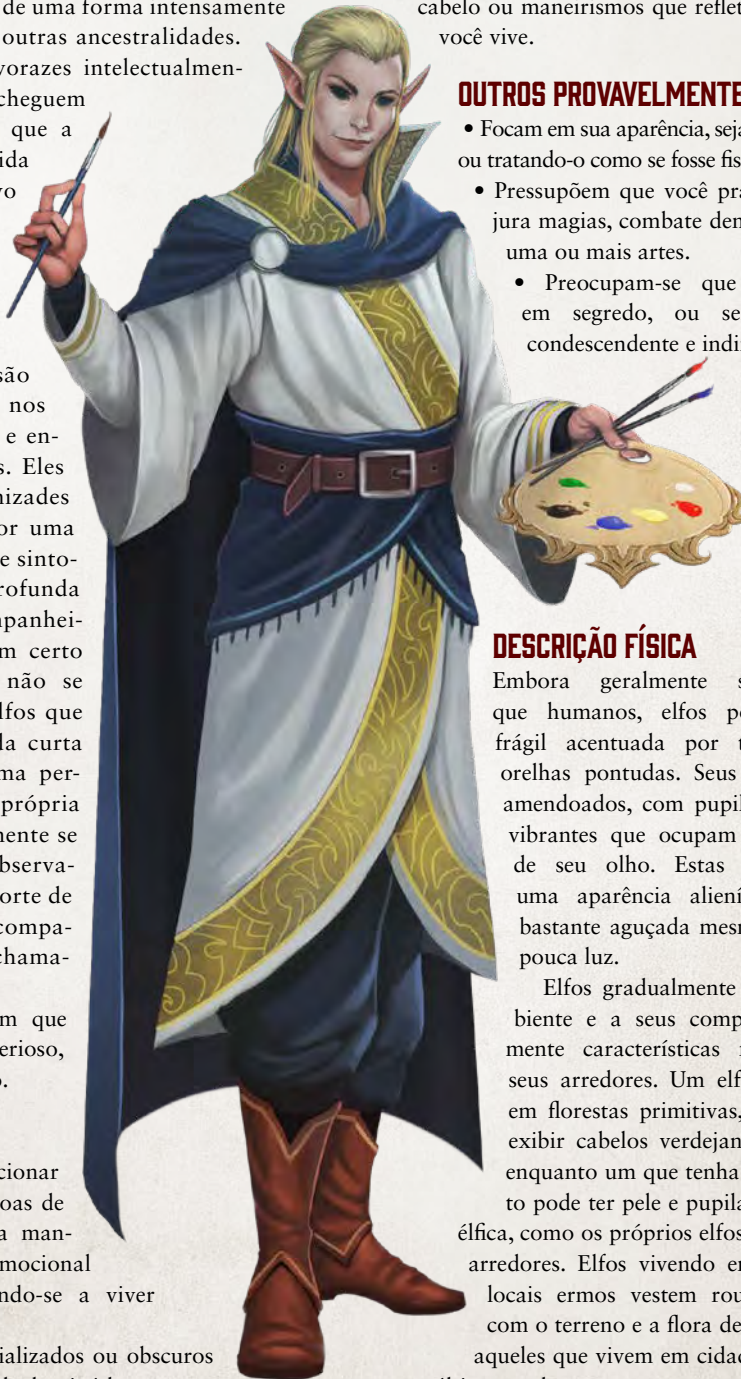 de uma forma intensamente
outras ancestralidades.
vorazes intelectualmen-
cheguem
que a
ida
vo
são
nos
e en-
s. Eles
nizades
or uma
e sinto-
rofunda
mpanhei-
m certo
não se
lfos que
da curta
ma per-
própria
mente se
bserva-
orte de
compa-
chama-
m que
erioso,
o.
cionar
oas de
a man-
mocional
ndo-se a viver
ializados ou obscuros
cabelo ou maneirismos que reflet
você vive.
OUTROS PROVAVELMENTE
• Focam em sua aparência, seja
ou tratando-o como se fosse fis
• Pressupõem que você pra
jura magias, combate den
uma ou mais artes.
• Preocupam-se que
em segredo, ou se
condescendente e indi
DESCRIÇÃO FÍSICA
Embora geralmente s
que humanos, elfos po
frágil acentuada por t
orelhas pontudas. Seus
amendoados, com pupil
vibrantes que ocupam
de seu olho. Estas
uma aparência aliení
bastante aguçada mesm
pouca luz.
Elfos gradualmente
biente e a seus comp
mente características
seus arredores. Um elf
em florestas primitivas,
exibir cabelos verdejan
enquanto um que tenha
to pode ter pele e pupila
élfica, como os próprios elfos
arredores. Elfos vivendo em
locais ermos vestem rou
com o terreno e a flora de
aqueles que vivem em cidad